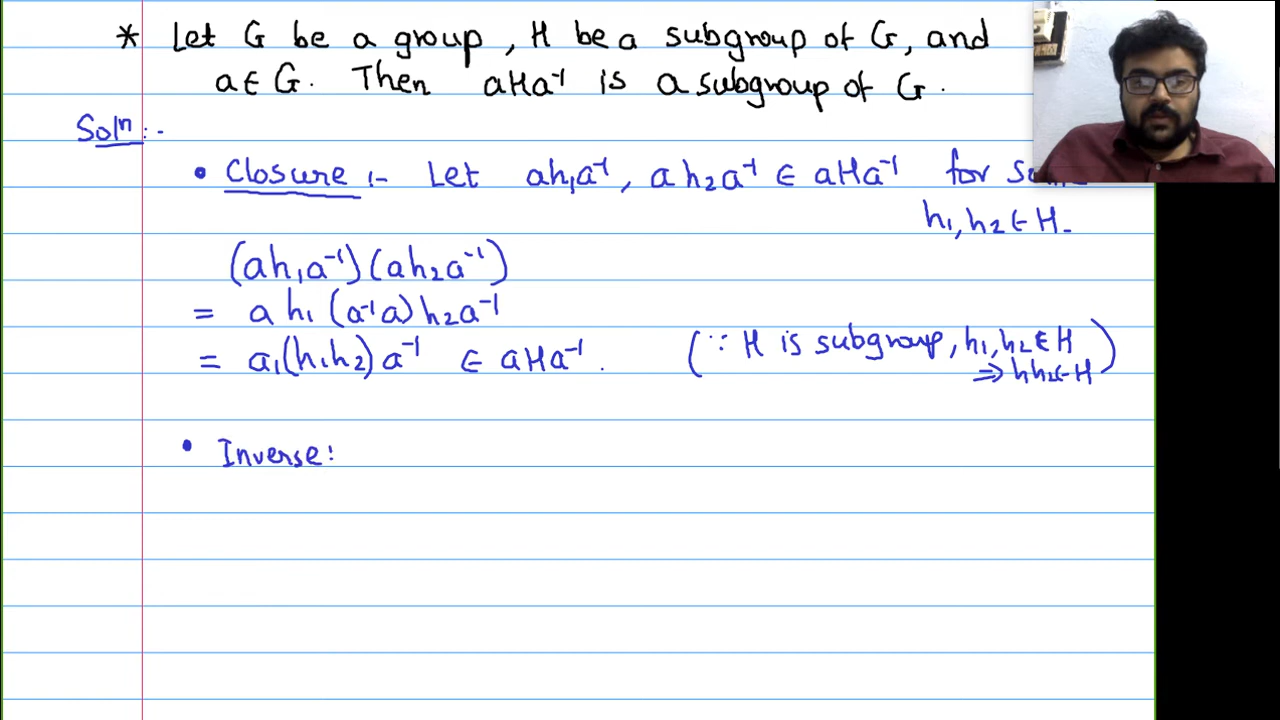 * Let G be a group, H be a subgroup of G, and
a ∈ G. Then aHa⁻¹ is a subgroup of G.
Solⁿ :-
• Closure :- Let ah₁a⁻¹, ah₂a⁻¹ ∈ aHa⁻¹ for
h₁, h₂ ∈ H.
(ah₁a⁻¹)(ah₂a⁻¹)
= ah₁(a⁻¹a)h₂a⁻¹
= a₁(h₁h₂)a⁻¹ ∈ aHa⁻¹. (∵ H is subgroup, h₁, h₂ ∈ H
⇒ h₁h₂ ∈ H)
• Inverse: